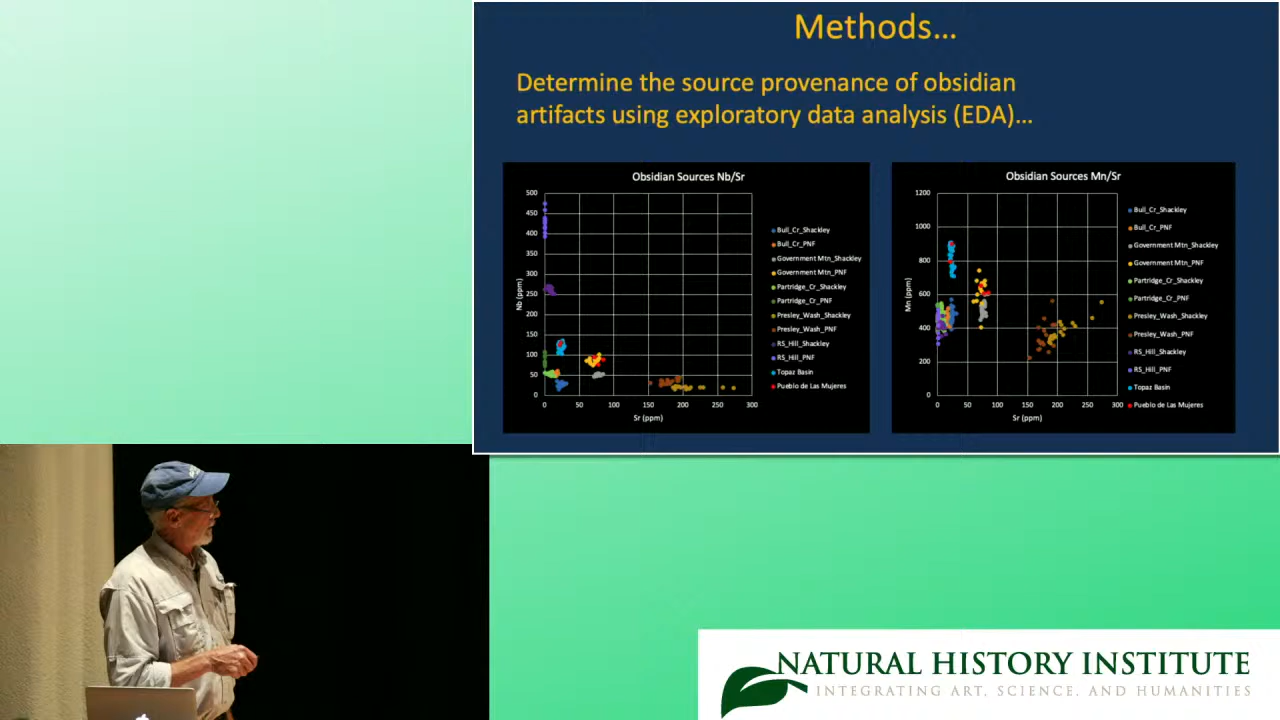 Methods…
Determine the source provenance of obsidian
artifacts using exploratory data analysis (EDA)…
Obsidian Sources Nb/Sr
500
450
400
350
300
250
200
150
100
50
0
Nb (ppm)
0 50 100 150 200 250 300
Sr (ppm)
Bull_Cr_Shackley
Bull_Cr_PNF
Government Mtn_Shackley
Government Mtn_PNF
Partridge_Cr_Shackley
Partridge_Cr_PNF
Presley_Wash_Shackley
Presley_Wash_PNF
RS_Hill_Shackley
RS_Hill_PNF
Topaz Basin
Pueblo de Las Mujeres
Obsidian Sources Mn/Sr
1200
1000
800
600
400
200
0
Mn (ppm)
0 50 100 150 200 250 300
Sr (ppm)
Bull_Cr_Shackley
Bull_Cr_PNF
Government Mtn_Shackley
Government Mtn_PNF
Partridge_Cr_Shackley
Partridge_Cr_PNF
Presley_Wash_Shackley
Presley_Wash_PNF
RS_Hill_Shackley
RS_Hill_PNF
Topaz Basin
Pueblo de Las Mujeres
NATURAL HISTORY INSTITUTE
INTEGRATING ART, SCIENCE, AND HUMANITIES